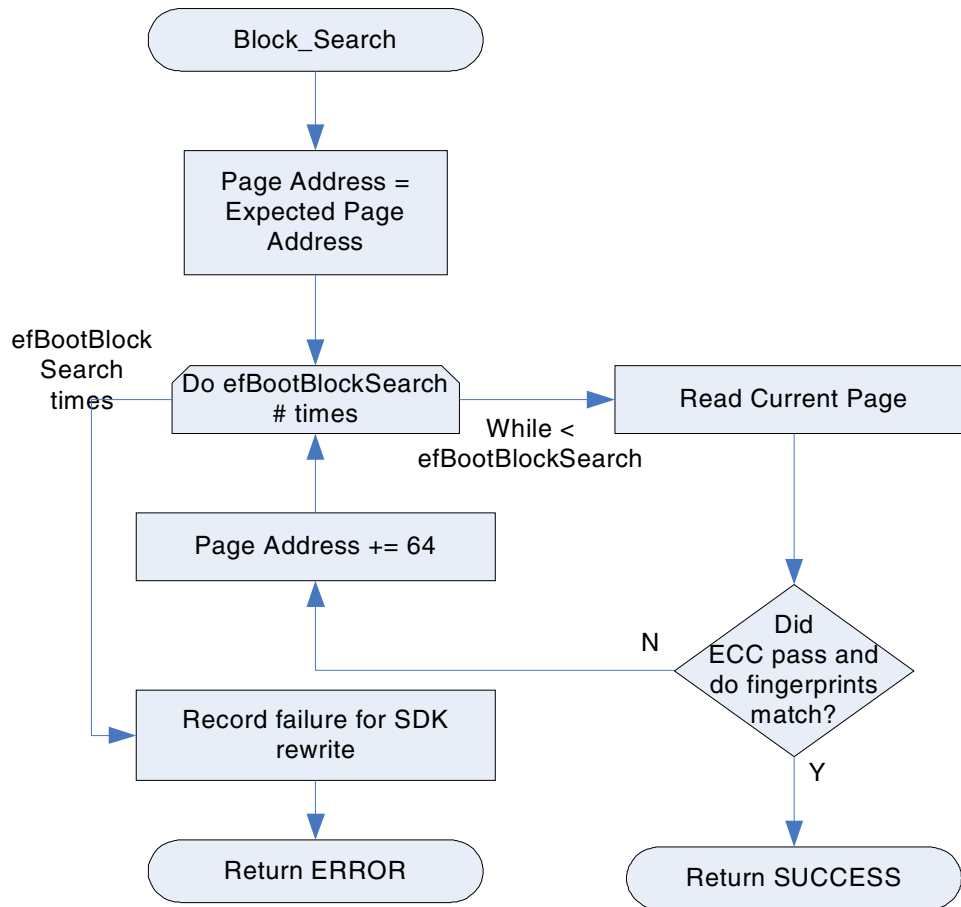 Block_Search
Page Address =
Expected Page
Address
efBootBlock
Search
times
Do efBootBlockSearch
# times
While <
efBootBlockSearch
Read Current Page
Page Address += 64
Did
ECC pass and
do fingerprints
match?
N
Y
Record failure for SDK
rewrite
Return ERROR
Return SUCCESS